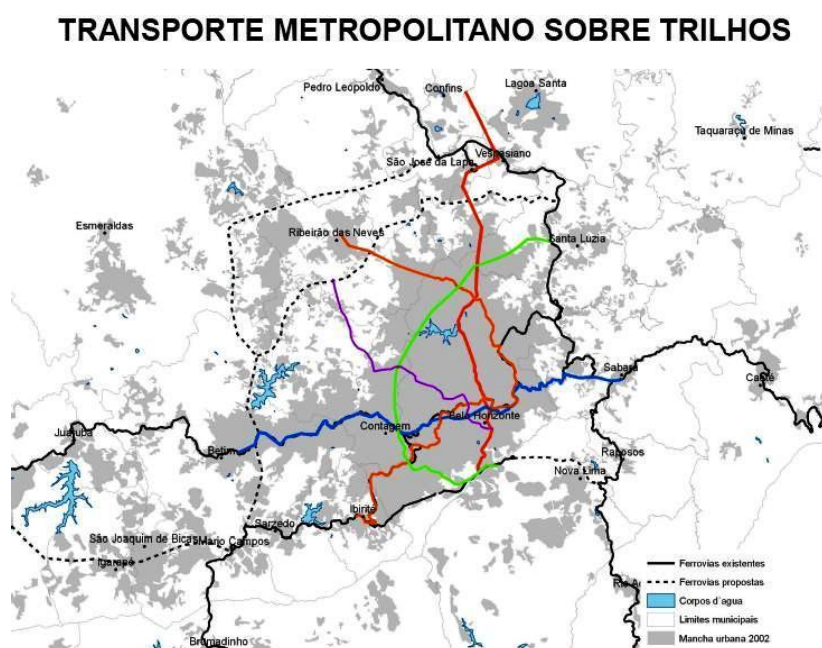 TRANSPORTE METROPOLITANO SOBRE TRILHOS
Pedro Leopoldo
Confins
Lagoa Santa
Taquaraçu de Minas
São José da Lapa
Vespasiano
Esmeraldas
Ribeirão das Neves
Santa Luzia
Sabará
Caeté
Contagem
Belo Horizonte
Juatuba
Betim
Raposos
Nova Lima
Ibirité
Sarzedo
São Joaquim de Bicas
Mario Campos
Igarapé
Brumadinho
Ferrovias existentes
Ferrovias propostas
Corpos d´agua
Limites municipais
Mancha urbana 2002